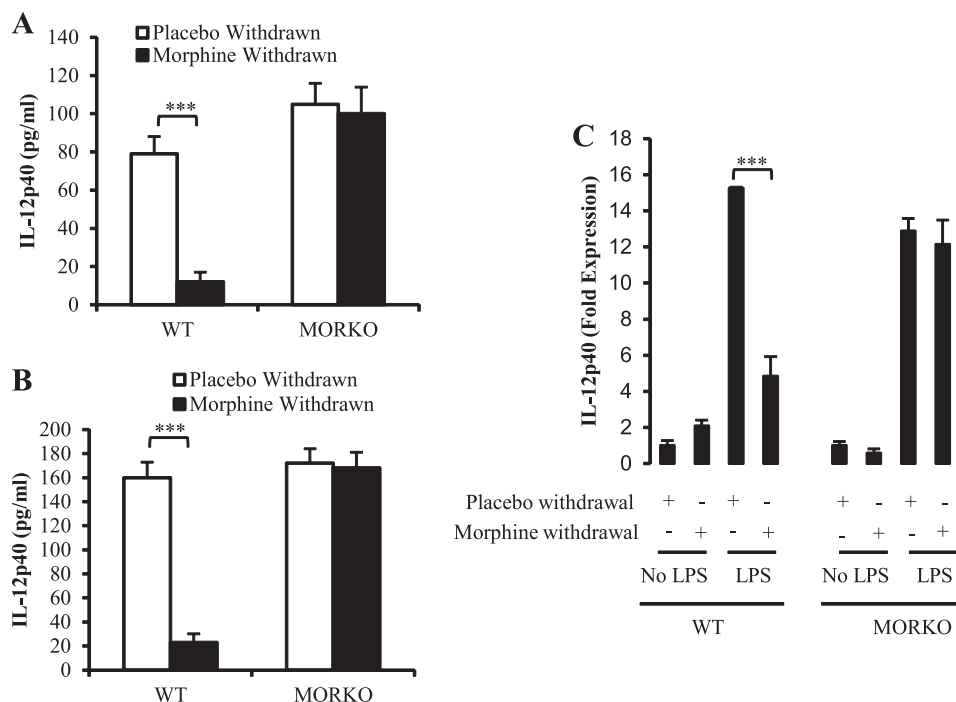 A
Placebo Withdrawn
Morphine Withdrawn
IL-12p40 (pg/ml)
140
120
100
80
60
40
20
0
***
WT
MORKO
B
Placebo Withdrawn
Morphine Withdrawn
IL-12p40 (pg/ml)
200
180
160
140
120
100
80
60
40
20
0
***
WT
MORKO
C
IL-12p40 (Fold Expression)
18
16
14
12
10
8
6
4
2
0
***
Placebo withdrawal + - + - + - + -
Morphine withdrawal - + - + - + - +
No LPS LPS No LPS LPS
WT MORKO